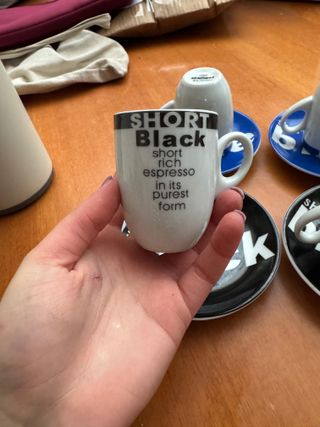 SHORT
Black
short
rich
espresso
in its
purest
form